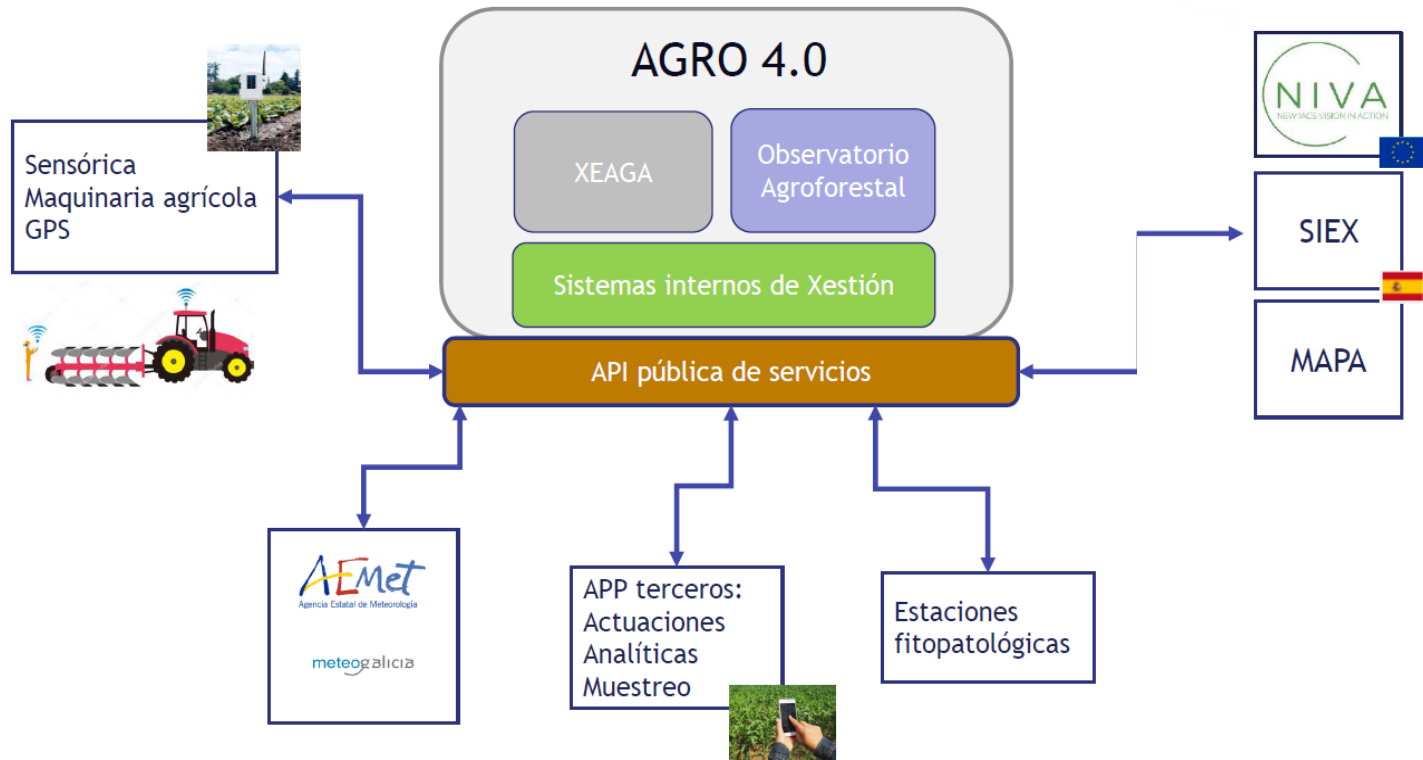 AGRO 4.0
XEAGA
Observatorio
Agroforestal
Sistemas internos de Xestión
API pública de servicios
Sensórica
Maquinaria agrícola
GPS
NIVA
NEW IACS VISION IN ACTION
SIEX
MAPA
AEMet
Agencia Estatal de Meteorología
meteogalicia
APP terceros:
Actuaciones
Analíticas
Muestreo
Estaciones
fitopatológicas